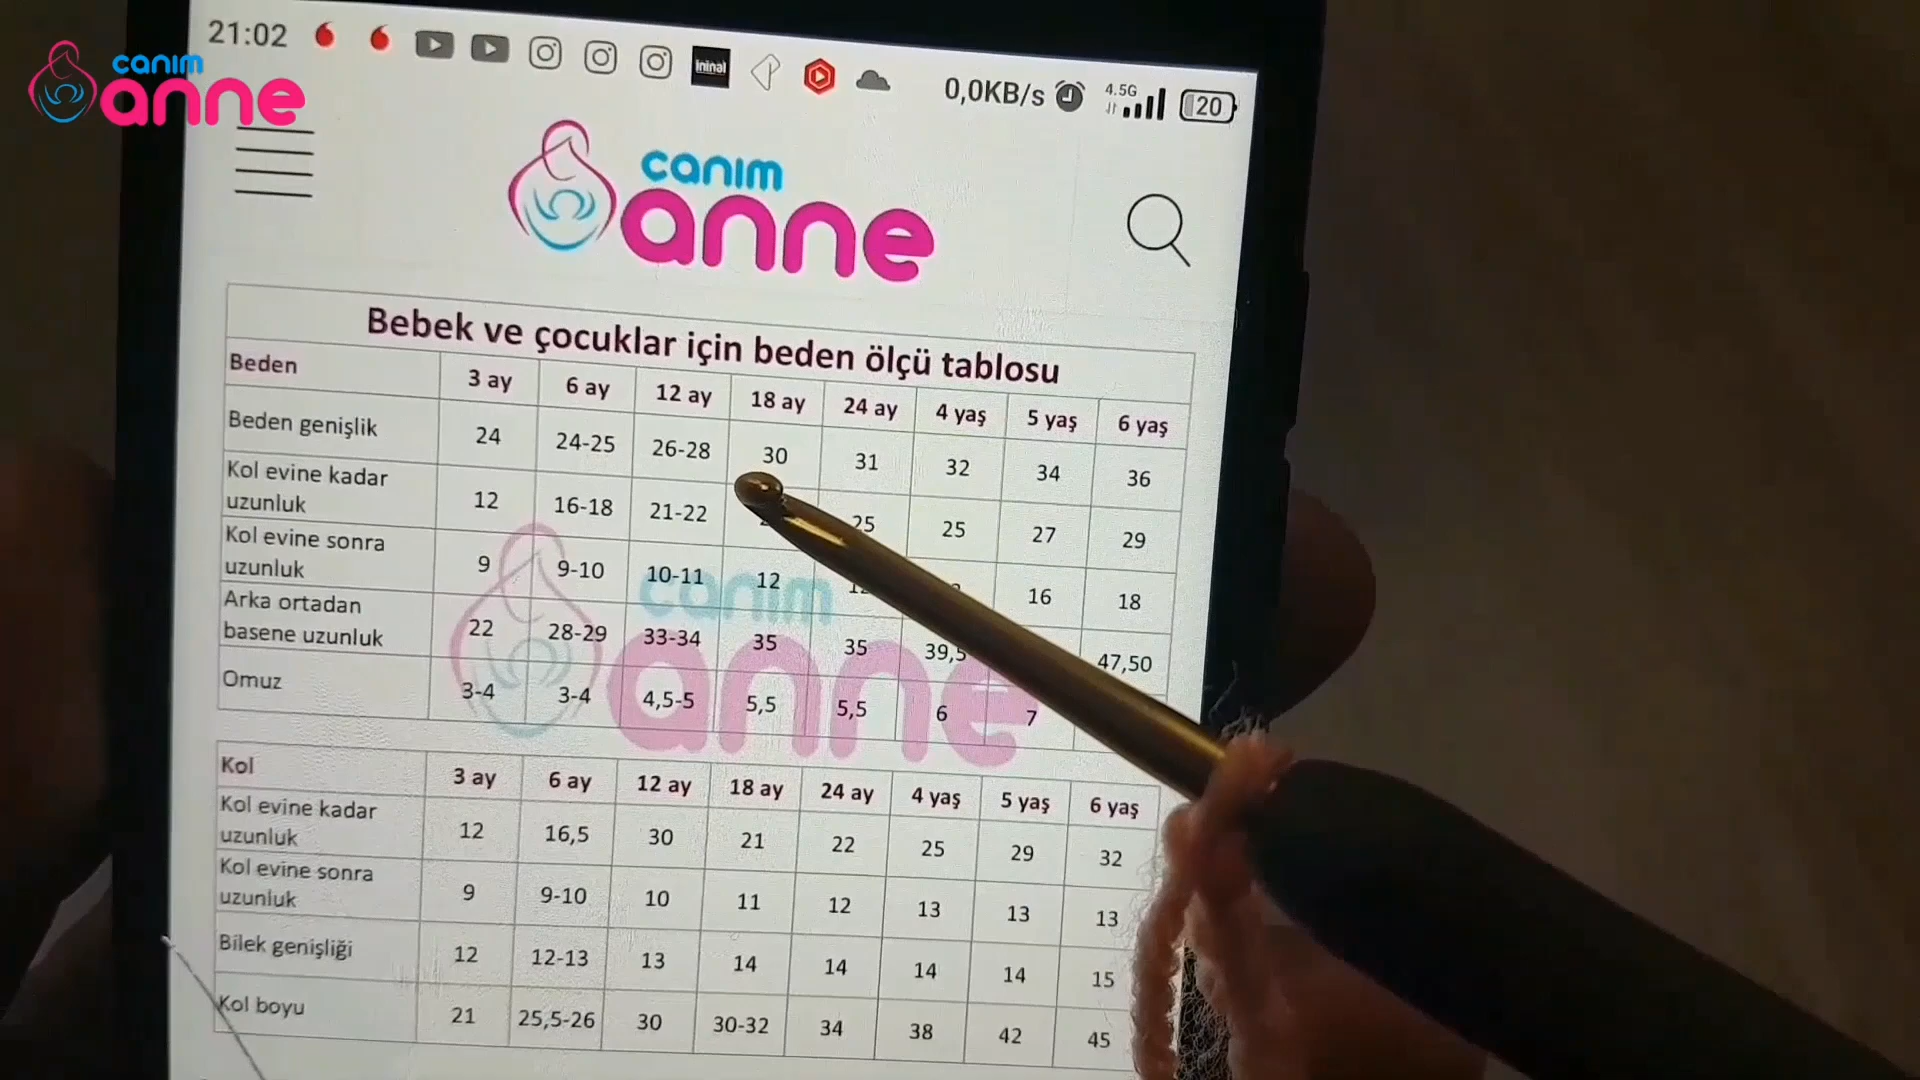 21:02
ininal
0,0KB/s
4.5G
20
canım
anne
canım
anne
Bebek ve çocuklar için beden ölçü tablosu
Beden 3 ay 6 ay 12 ay 18 ay 24 ay 4 yaş 5 yaş 6 yaş
Beden genişlik 24 24-25 26-28 30 31 32 34 36
Kol evine kadar
uzunluk 12 16-18 21-22 25 25 27 29
Kol evine sonra
uzunluk 9 9-10 10-11 12 16 18
Arka ortadan
basene uzunluk 22 28-29 33-34 35 35 39,5 47,50
Omuz 3-4 3-4 4,5-5 5,5 5,5 6 7
canım
anne
Kol 3 ay 6 ay 12 ay 18 ay 24 ay 4 yaş 5 yaş 6 yaş
Kol evine kadar
uzunluk 12 16,5 30 21 22 25 29 32
Kol evine sonra
uzunluk 9 9-10 10 11 12 13 13 13
Bilek genişliği 12 12-13 13 14 14 14 14 15
Kol boyu 21 25,5-26 30 30-32 34 38 42 45